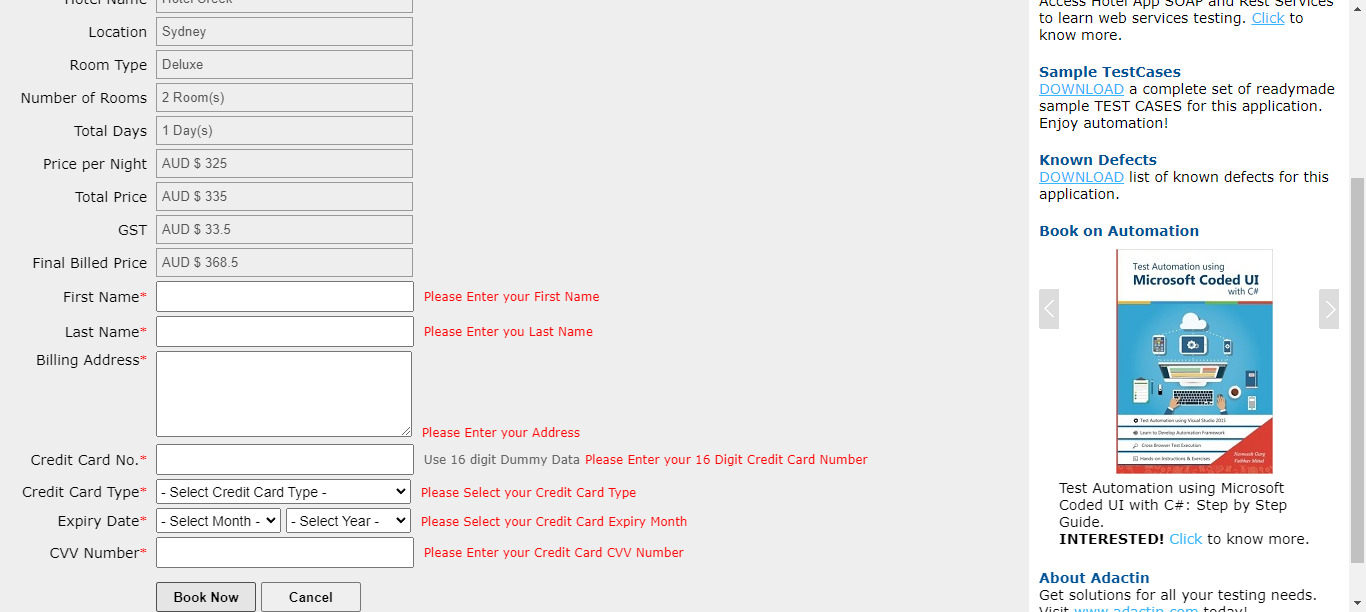 Hotel Name Hotel Creek
Location Sydney
Room Type Deluxe
Number of Rooms 2 Room(s)
Total Days 1 Day(s)
Price per Night AUD $ 325
Total Price AUD $ 335
GST AUD $ 33.5
Final Billed Price AUD $ 368.5
First Name* Please Enter your First Name
Last Name* Please Enter you Last Name
Billing Address* Please Enter your Address
Credit Card No.* Use 16 digit Dummy Data Please Enter your 16 Digit Credit Card Number
Credit Card Type* - Select Credit Card Type - Please Select your Credit Card Type
Expiry Date* - Select Month - - Select Year - Please Select your Credit Card Expiry Month
CVV Number* Please Enter your Credit Card CVV Number
Book Now Cancel
Access Hotel App SOAP and Rest Services
to learn web services testing. Click to
know more.
Sample TestCases
DOWNLOAD a complete set of readymade
sample TEST CASES for this application.
Enjoy automation!
Known Defects
DOWNLOAD list of known defects for this
application.
Book on Automation
Test Automation using
Microsoft Coded UI
with C#
Test Automation using Visual Studio 2015
Learn to Develop Automation Framework
Cross Browser Test Execution
Hands-on Instructions & Exercises
Navneesh Garg
Test Automation using Microsoft
Coded UI with C#: Step by Step
Guide.
INTERESTED! Click to know more.
About Adactin
Get solutions for all your testing needs.
Visit www.adactin.com today!